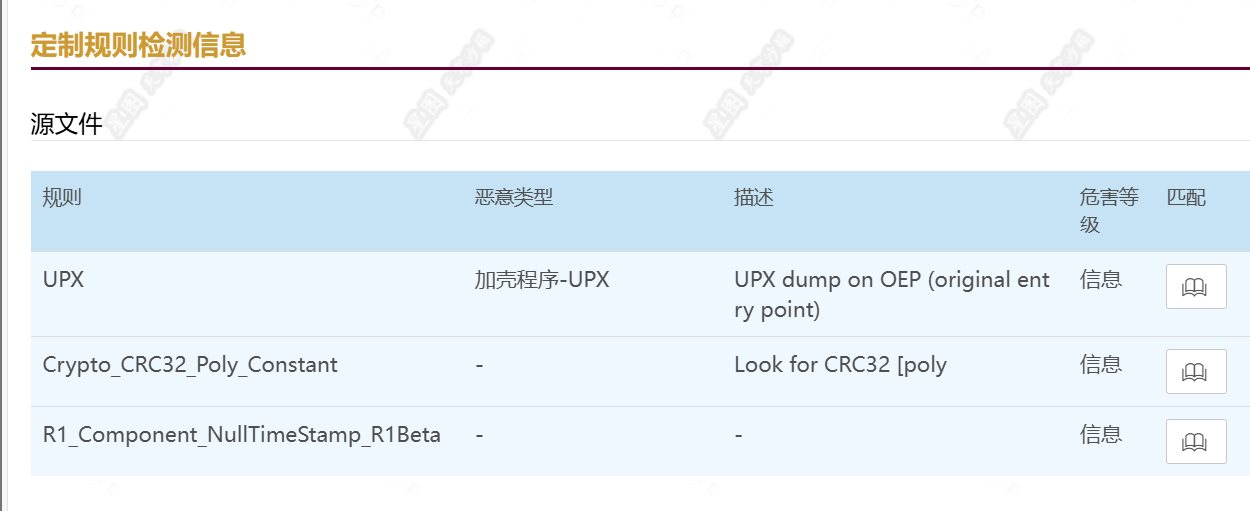 定制规则检测信息
源文件
规则 恶意类型 描述 危害等 匹配
级
UPX 加壳程序-UPX UPX dump on OEP (original ent 信息
ry point)
Crypto_CRC32_Poly_Constant - Look for CRC32 [poly 信息
R1_Component_NullTimeStamp_R1Beta - - 信息